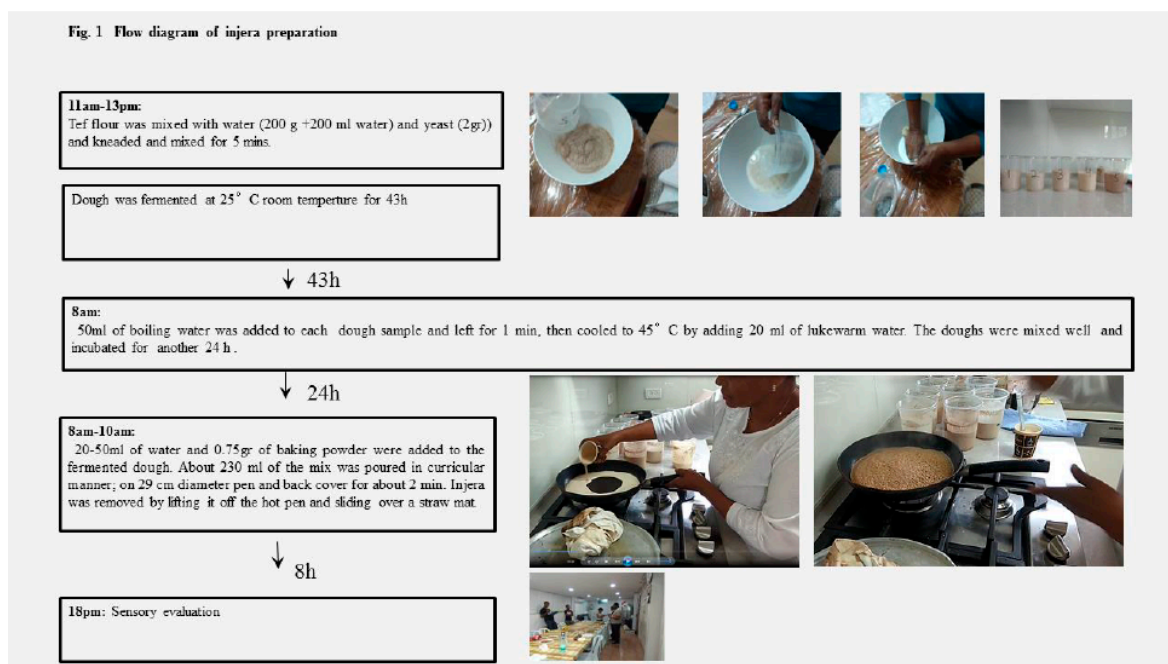 Fig. 1 Flow diagram of injera preparation
11am-13pm:
Tef flour was mixed with water (200 g +200 ml water) and yeast (2gr))
and kneaded and mixed for 5 mins.
Dough was fermented at 25° C room temperture for 43h
43h
8am:
50ml of boiling water was added to each dough sample and left for 1 min, then cooled to 45° C by adding 20 ml of lukewarm water. The doughs were mixed well and
incubated for another 24 h .
24h
8am-10am:
20-50ml of water and 0.75gr of baking powder were added to the
fermented dough. About 230 ml of the mix was poured in curricular
manner; on 29 cm diameter pen and back cover for about 2 min. Injera
was removed by lifting it off the hot pen and sliding over a straw mat.
8h
18pm: Sensory evaluation